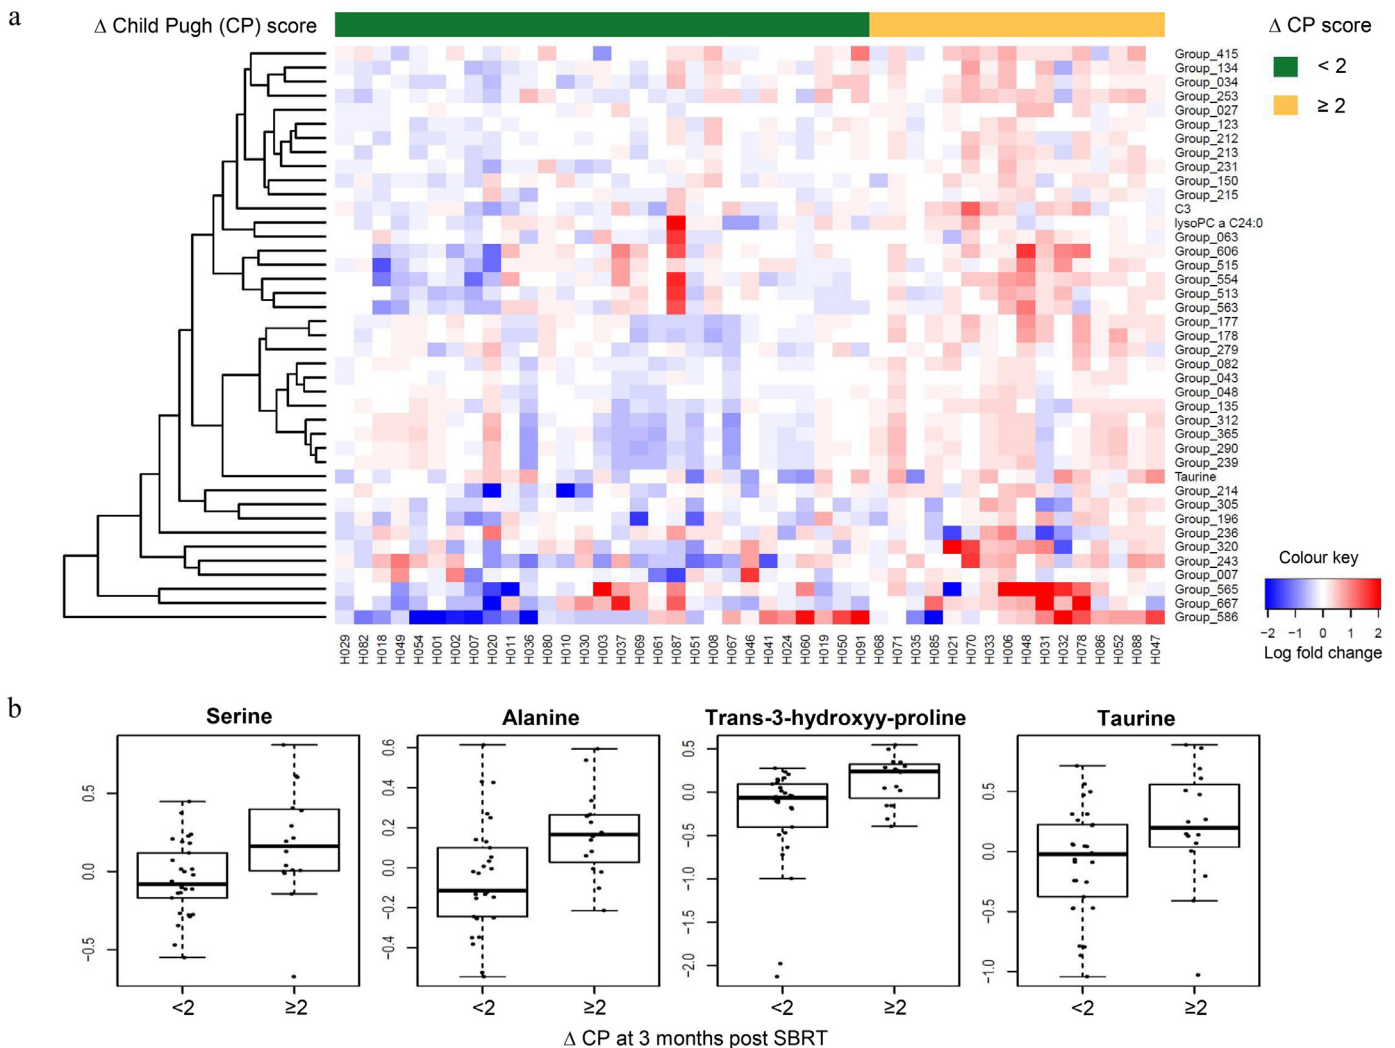 a
Δ Child Pugh (CP) score
Δ CP score
< 2
≥ 2
Group_415
Group_134
Group_034
Group_253
Group_027
Group_123
Group_212
Group_213
Group_231
Group_150
Group_215
C3
lysoPC a C24:0
Group_063
Group_606
Group_515
Group_554
Group_513
Group_563
Group_177
Group_178
Group_279
Group_082
Group_043
Group_048
Group_135
Group_312
Group_365
Group_290
Group_239
Taurine
Group_214
Group_305
Group_196
Group_236
Group_320
Group_243
Group_007
Group_565
Group_667
Group_586
Colour key
−2 −1 0 1 2
Log fold change
H029 H082 H018 H049 H054 H001 H002 H007 H020 H011 H036 H080 H010 H030 H003 H037 H069 H061 H087 H051 H008 H067 H046 H041 H024 H060 H019 H050 H091 H068 H071 H035 H085 H021 H070 H033 H006 H048 H031 H032 H078 H086 H052 H088 H047
b
Serine
0.5
0.0
−0.5
<2 ≥2
Alanine
0.6
0.4
0.2
0.0
−0.2
−0.4
<2 ≥2
Trans-3-hydroxyy-proline
0.5
0.0
−0.5
−1.0
−1.5
−2.0
<2 ≥2
Taurine
0.5
0.0
−0.5
−1.0
<2 ≥2
Δ CP at 3 months post SBRT